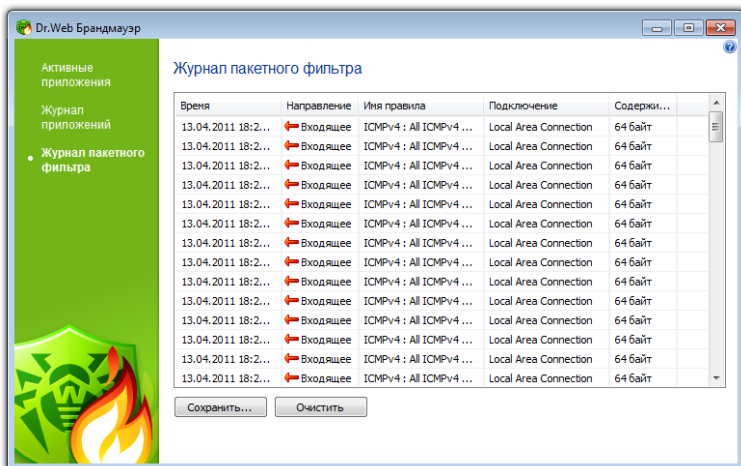 Dr.Web Брандмауэр
Активные
приложения
Журнал
приложений
Журнал пакетного
фильтра
Журнал пакетного фильтра
Время Направление Имя правила Подключение Содержи...
13.04.2011 18:2... Входящее ICMPv4 : All ICMPv4 ... Local Area Connection 64 байт
13.04.2011 18:2... Входящее ICMPv4 : All ICMPv4 ... Local Area Connection 64 байт
13.04.2011 18:2... Входящее ICMPv4 : All ICMPv4 ... Local Area Connection 64 байт
13.04.2011 18:2... Входящее ICMPv4 : All ICMPv4 ... Local Area Connection 64 байт
13.04.2011 18:2... Входящее ICMPv4 : All ICMPv4 ... Local Area Connection 64 байт
13.04.2011 18:2... Входящее ICMPv4 : All ICMPv4 ... Local Area Connection 64 байт
13.04.2011 18:2... Входящее ICMPv4 : All ICMPv4 ... Local Area Connection 64 байт
13.04.2011 18:2... Входящее ICMPv4 : All ICMPv4 ... Local Area Connection 64 байт
13.04.2011 18:2... Входящее ICMPv4 : All ICMPv4 ... Local Area Connection 64 байт
13.04.2011 18:2... Входящее ICMPv4 : All ICMPv4 ... Local Area Connection 64 байт
13.04.2011 18:2... Входящее ICMPv4 : All ICMPv4 ... Local Area Connection 64 байт
13.04.2011 18:2... Входящее ICMPv4 : All ICMPv4 ... Local Area Connection 64 байт
13.04.2011 18:2... Входящее ICMPv4 : All ICMPv4 ... Local Area Connection 64 байт
13.04.2011 18:2... Входящее ICMPv4 : All ICMPv4 ... Local Area Connection 64 байт
Сохранить... Очистить